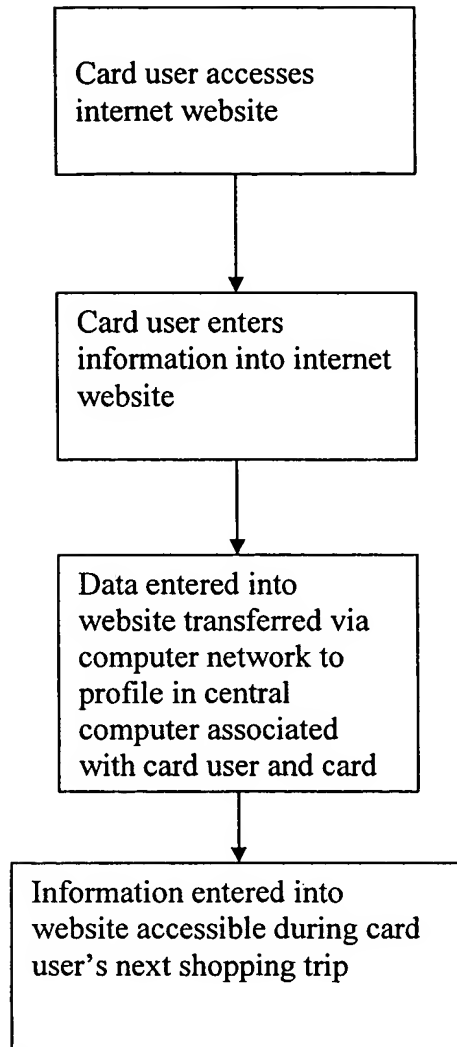 Card user accesses
internet website
Card user enters
information into internet
website
Data entered into
website transferred via
computer network to
profile in central
computer associated
with card user and card
Information entered into
website accessible during card
user's next shopping trip